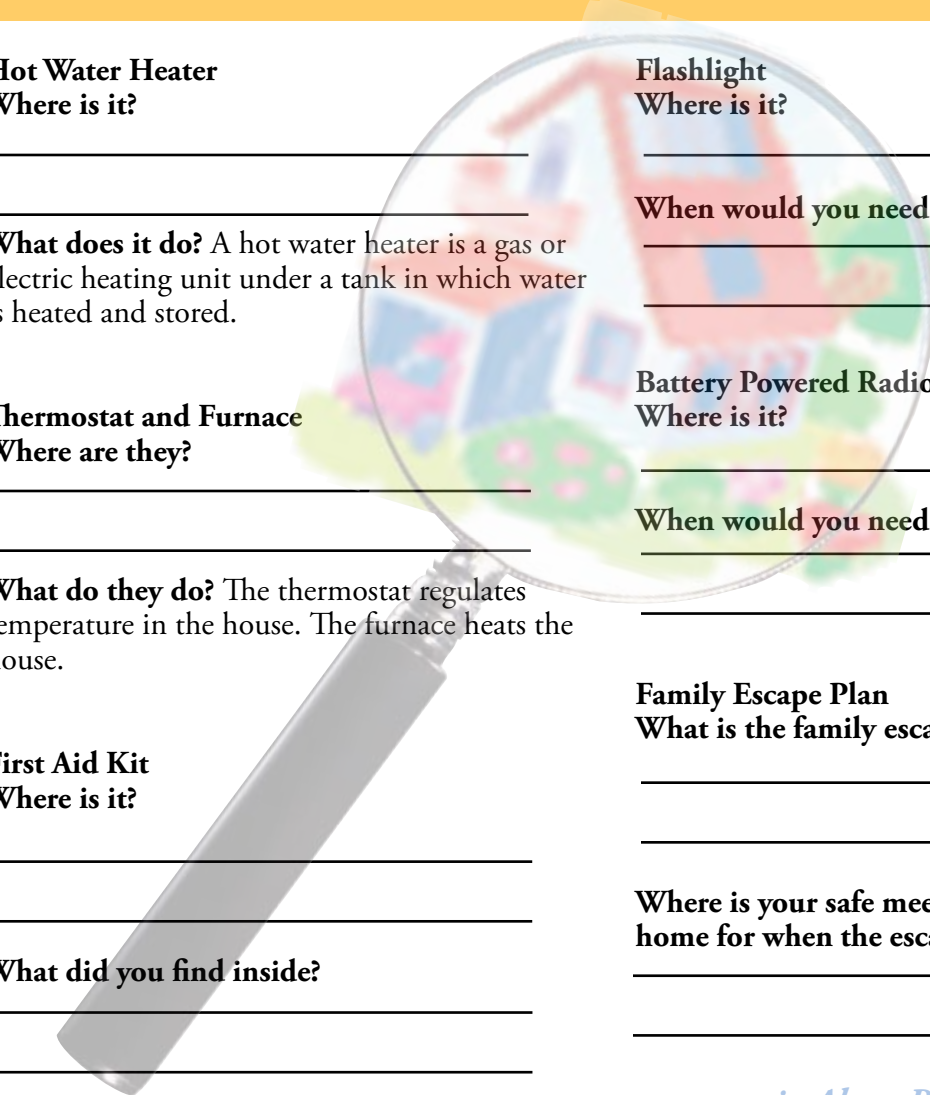 Hot Water Heater
Where is it?
What does it do? A hot water heater is a gas or
electric heating unit under a tank in which water
is heated and stored.
Thermostat and Furnace
Where are they?
What do they do? The thermostat regulates
temperature in the house. The furnace heats the
house.
First Aid Kit
Where is it?
What did you find inside?
Flashlight
Where is it?
When would you need
Battery Powered Radio
Where is it?
When would you need
Family Escape Plan
What is the family
Where is your safe
home for when the